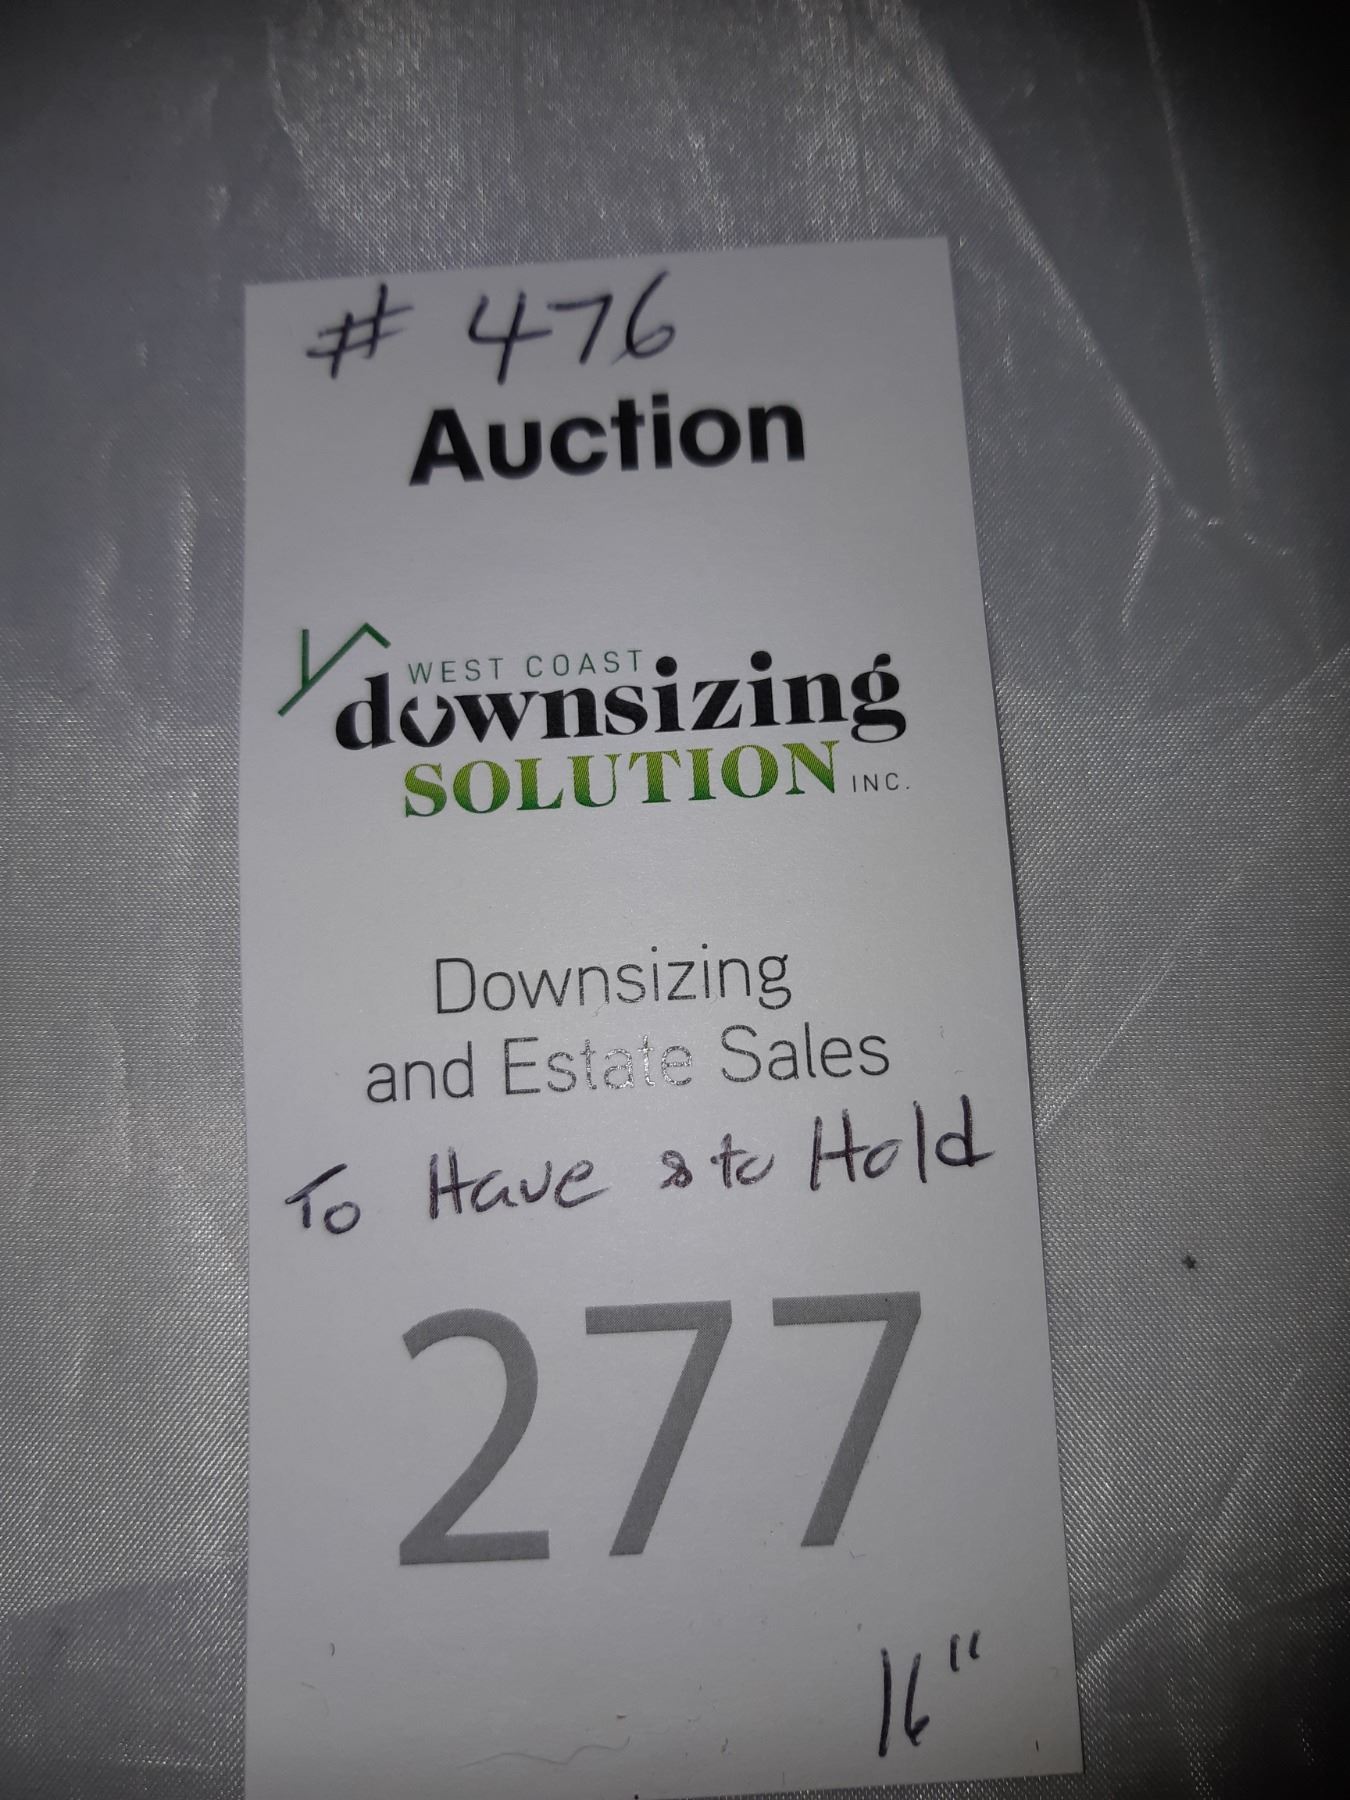 # 476
Auction
WEST COAST
downsizing
SOLUTION INC.
Downsizing
and Estate Sales
To Have & to Hold
277
16"